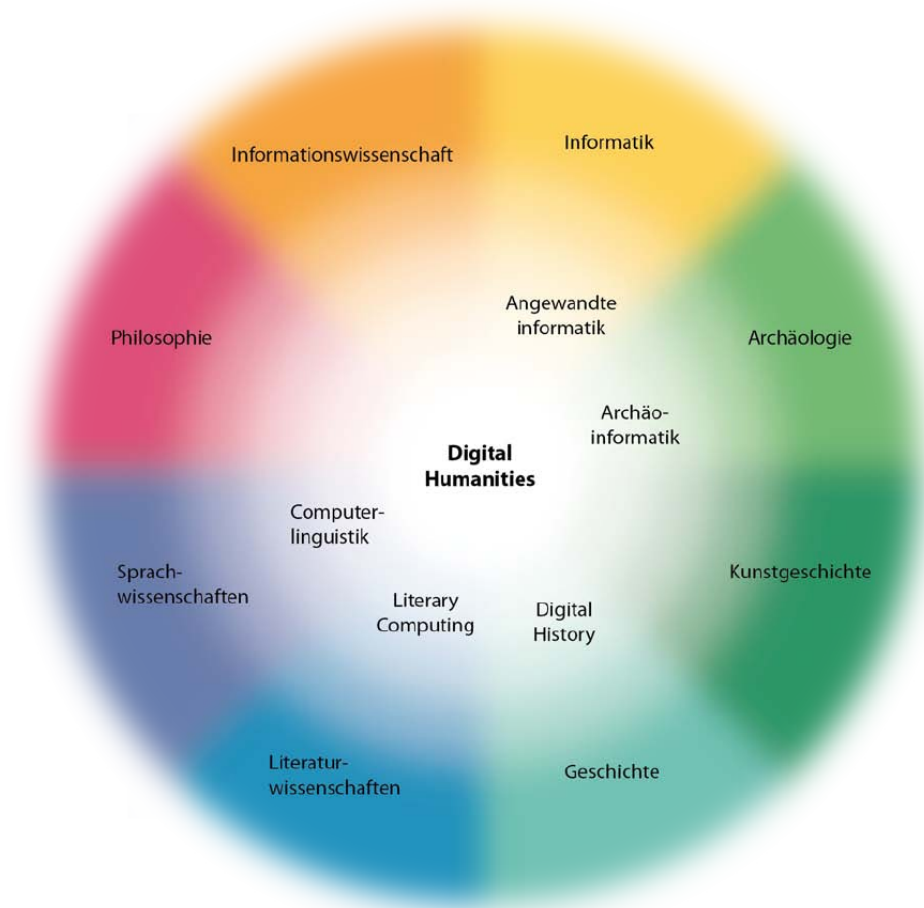 Informatik
Informationswissenschaft
Angewandte
informatik
Philosophie
Archäologie
Archäo-
informatik
Digital
Humanities
Computer-
linguistik
Sprach-
wissenschaften
Kunstgeschichte
Literary
Computing
Digital
History
Literatur-
wissenschaften
Geschichte